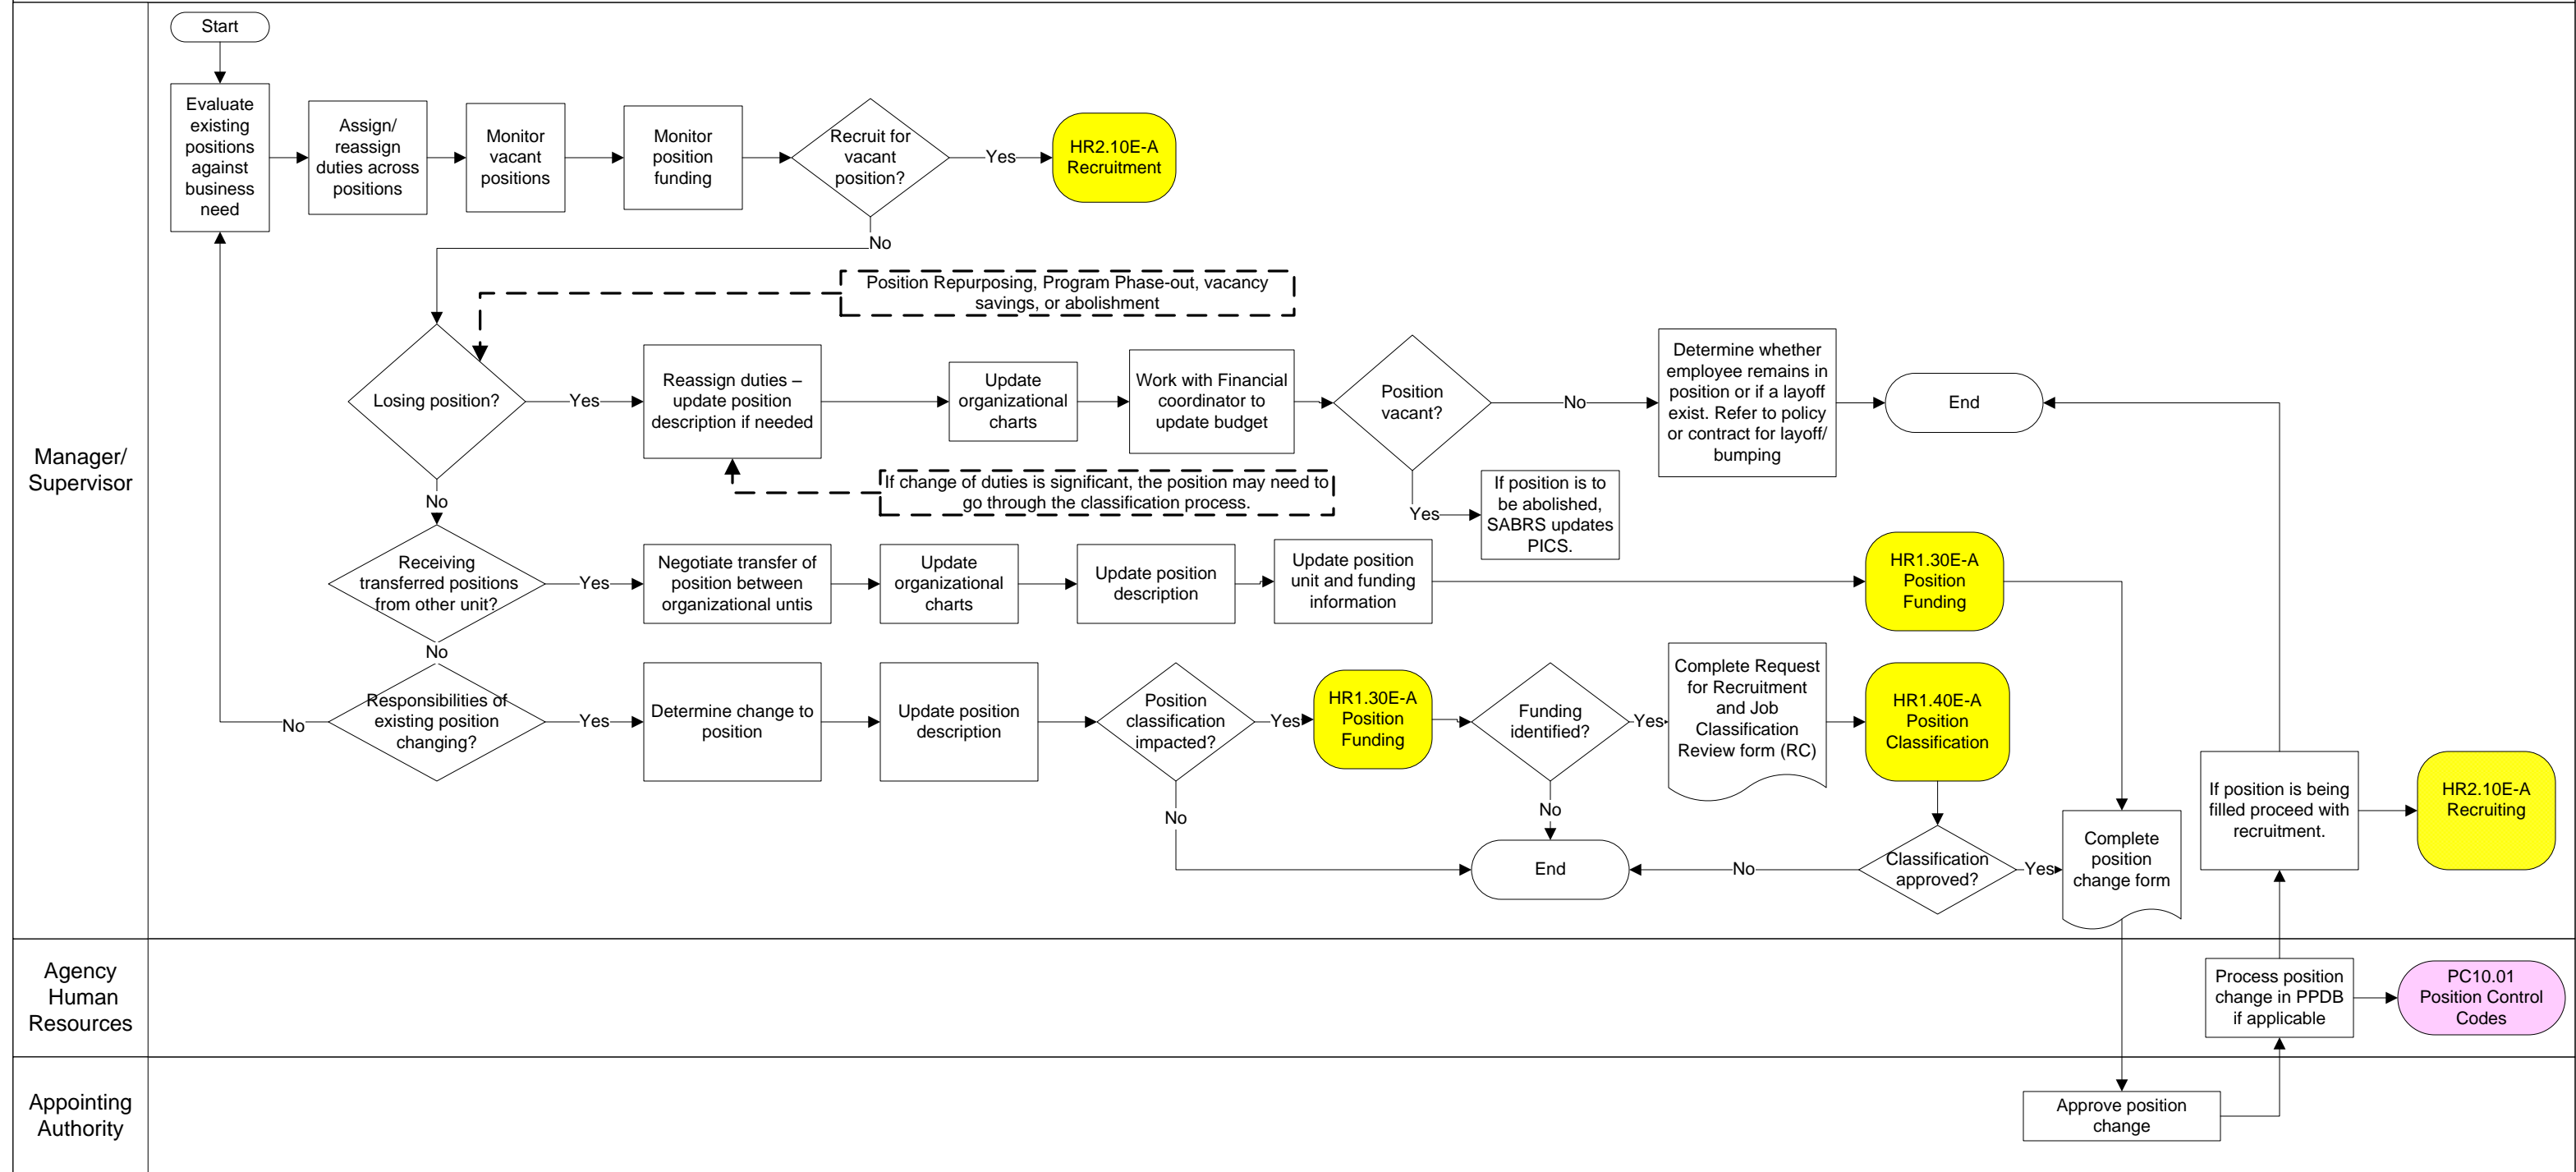 Start
Evaluate
existing
positions
against
business
need
Assign/
reassign
duties across
positions
Monitor
vacant
positions
Monitor
position
funding
Recruit for
vacant
position?
Yes
HR2.10E-A
Recruitment
No
Position Repurposing, Program Phase-out, vacancy
savings, or abolishment
Losing position?
Yes
Reassign duties –
update position
description if needed
Update
organizational
charts
Work with Financial
coordinator to
update budget
Position
vacant?
No
Determine whether
employee remains in
position or if a layoff
exist. Refer to policy
or contract for layoff/
bumping
End
Manager/
Supervisor
If change of duties is significant, the position may need to
go through the classification process.
Yes
If position is to
be abolished,
SABRS updates
PICS.
No
Receiving
transferred positions
from other unit?
Yes
Negotiate transfer of
position between
organizational untis
Update
organizational
charts
Update position
description
Update position
unit and funding
information
HR1.30E-A
Position
Funding
No
Responsibilities of
existing position
changing?
No
Yes
Determine change to
position
Update position
description
Position
classification
impacted?
Yes
HR1.30E-A
Position
Funding
Funding
identified?
Yes
Complete Request
for Recruitment
and Job
Classification
Review form (RC)
HR1.40E-A
Position
Classification
No
No
End
No
Classification
approved?
Yes
Complete
position
change form
If position is being
filled proceed with
recruitment.
HR2.10E-A
Recruiting
Agency
Human
Resources
Process position
change in PPDB
if applicable
PC10.01
Position Control
Codes
Appointing
Authority
Approve position
change